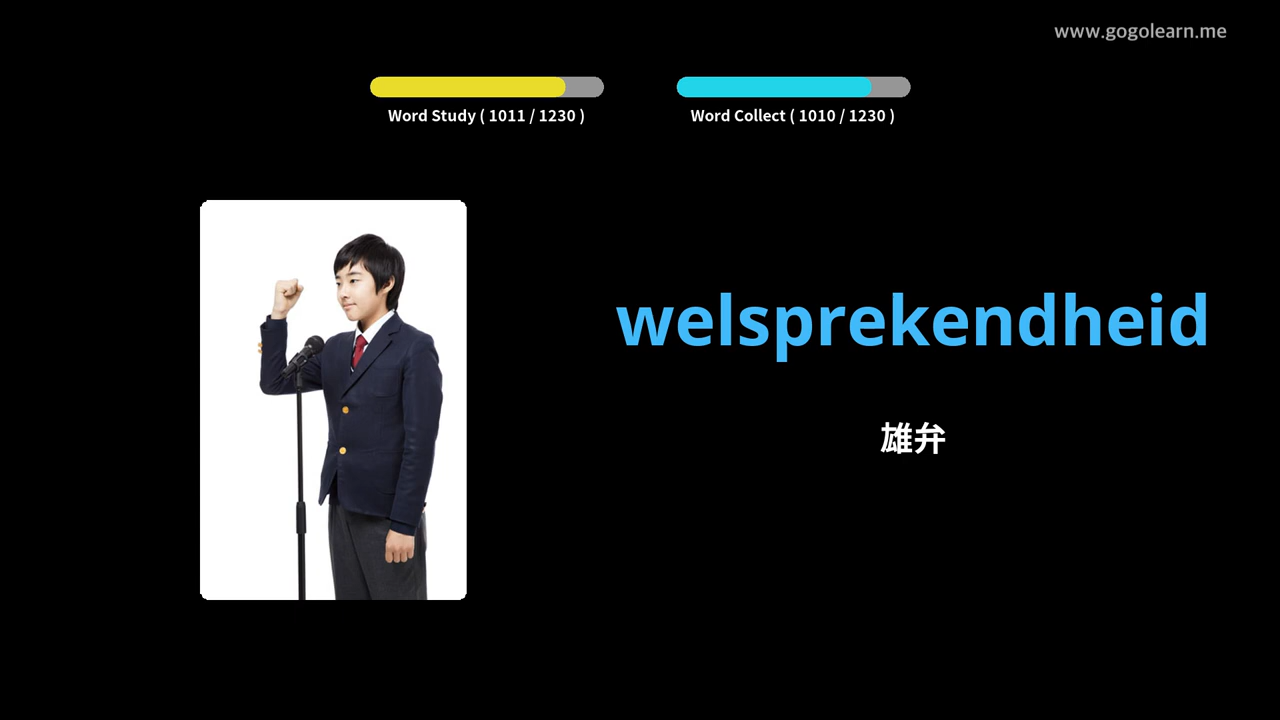 www.gogolearn.me
Word Study ( 1011 / 1230 )
Word Collect ( 1010 / 1230 )
welsprekendheid
雄弁